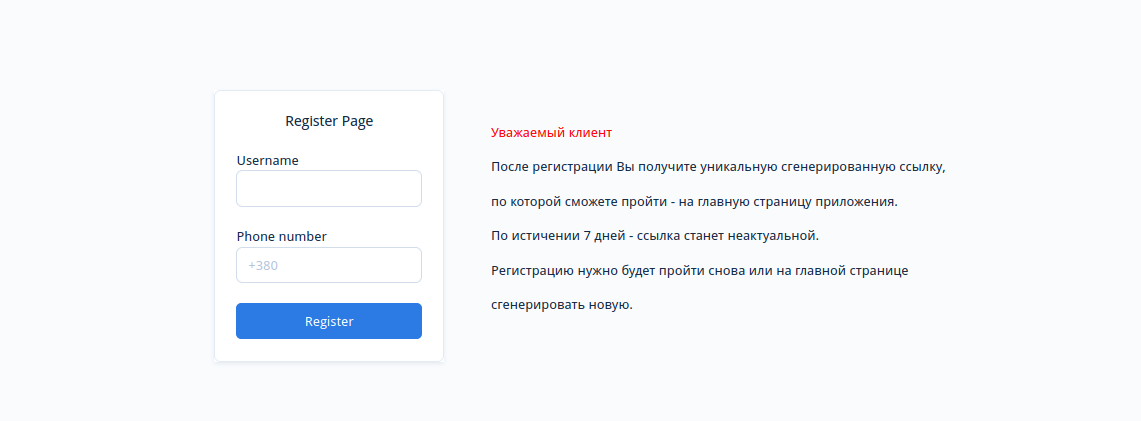 Register Page
Username
Phone number
+380
Register
Уважаемый клиент
После регистрации Вы получите уникальную сгенерированную ссылку,
по которой сможете пройти - на главную страницу приложения.
По истичении 7 дней - ссылка станет неактуальной.
Регистрацию нужно будет пройти снова или на главной странице
сгенерировать новую.